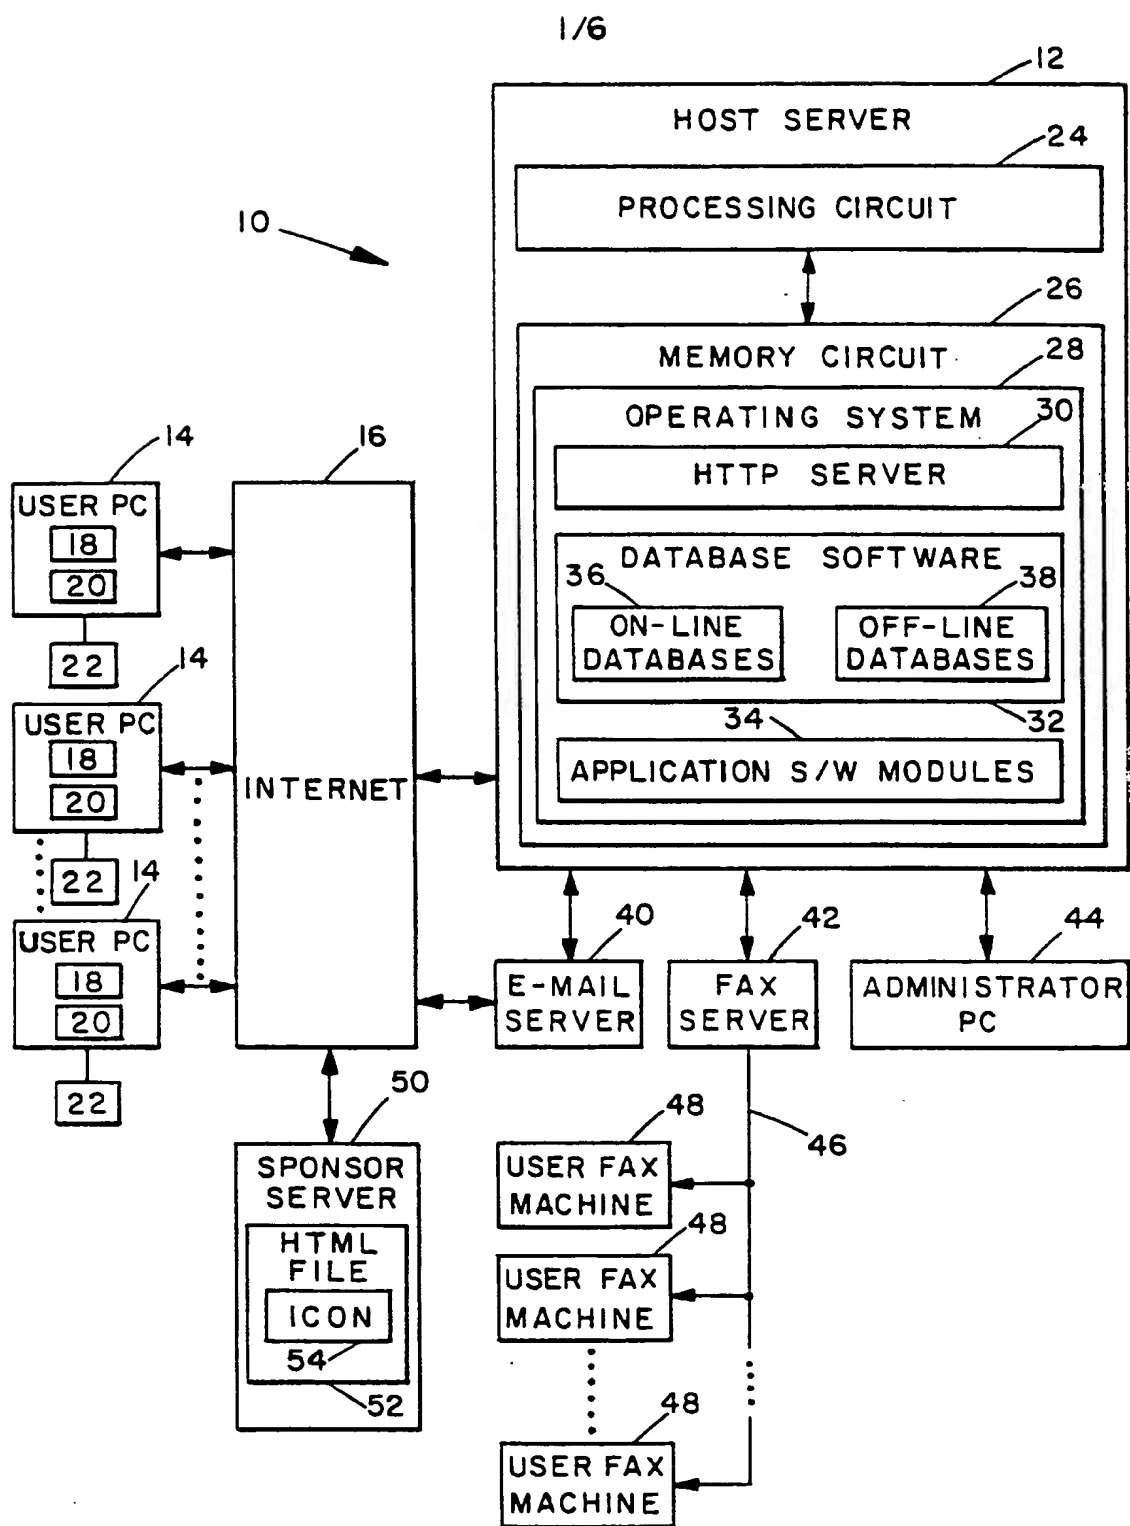 1/6
12
HOST SERVER
24
PROCESSING CIRCUIT
10
26
MEMORY CIRCUIT
28
OPERATING SYSTEM
30
HTTP SERVER
DATABASE SOFTWARE
36
38
ON-LINE
DATABASES
OFF-LINE
DATABASES
32
34
APPLICATION S/W MODULES
14
USER PC
18
20
22
14
USER PC
18
20
22
14
USER PC
18
20
22
16
INTERNET
40
E-MAIL
SERVER
42
FAX
SERVER
44
ADMINISTRATOR
PC
46
50
SPONSOR
SERVER
HTML
FILE
ICON
54
52
48
USER FAX
MACHINE
48
USER FAX
MACHINE
48
USER FAX
MACHINE